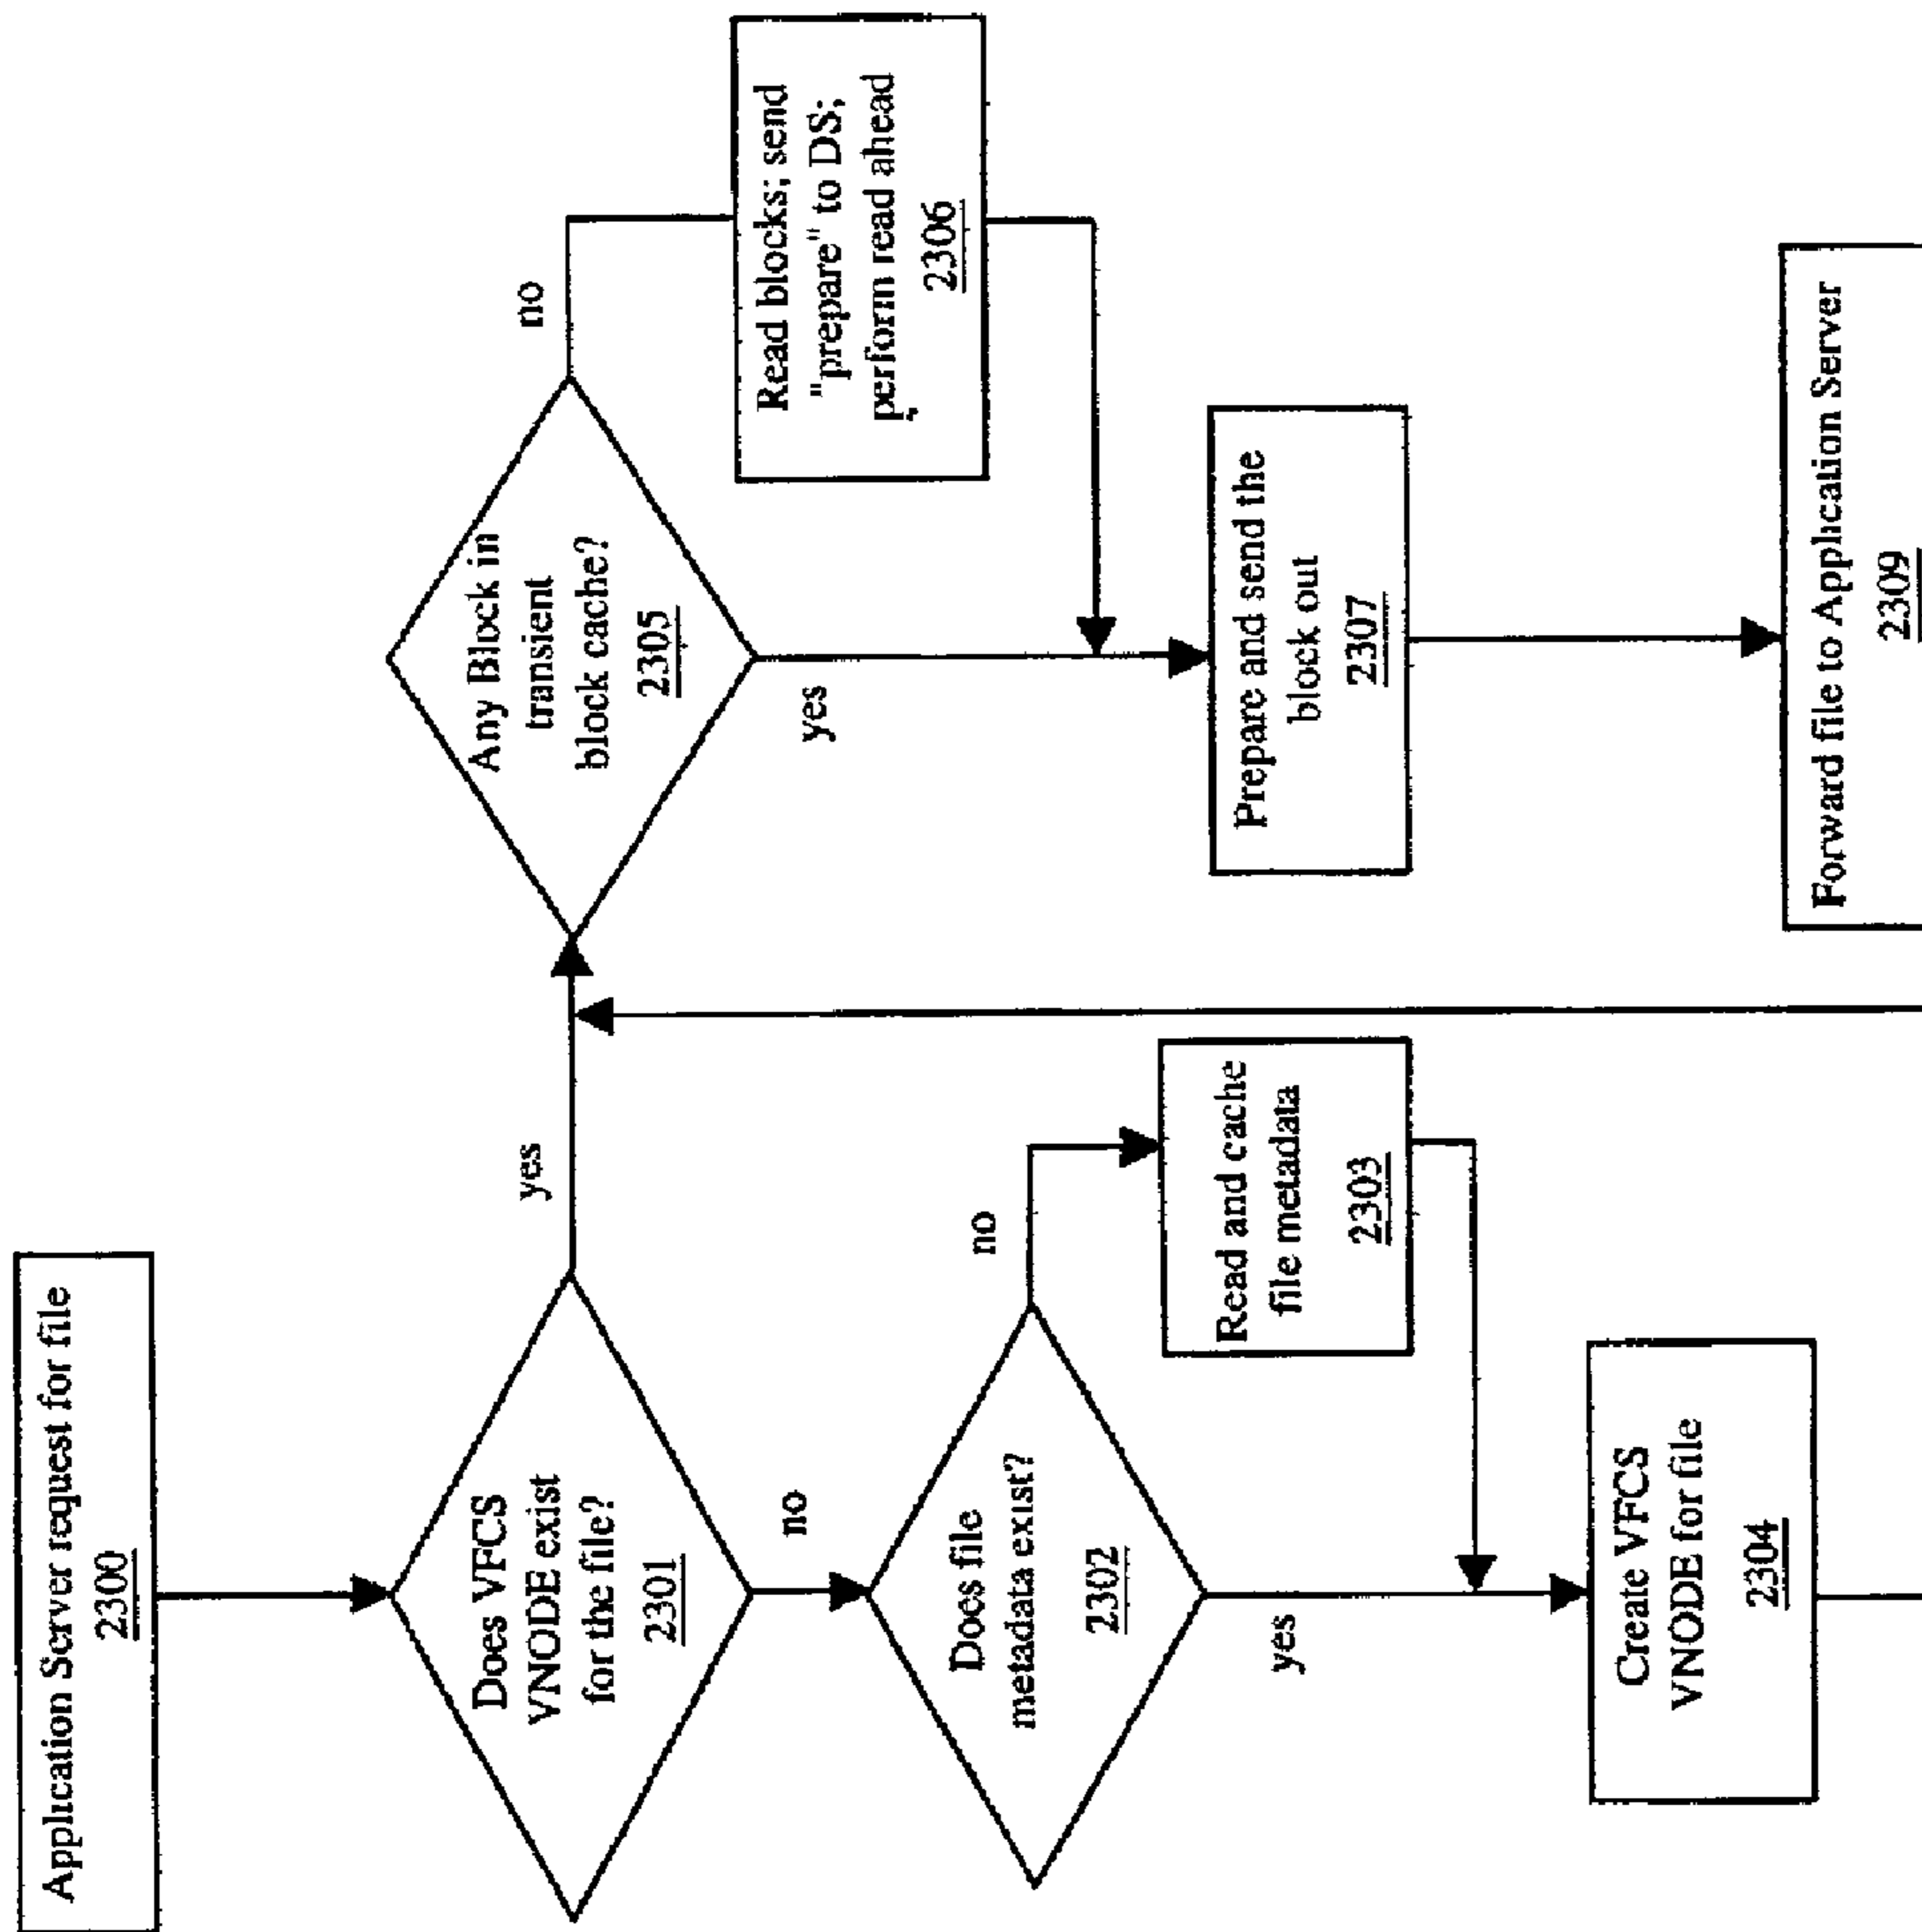 Application Server request for file
2300
Does VFCS
VNODE exist
for the file?
2301
yes
no
Does file
metadata exist?
2302
no
yes
Read and cache
file metadata
2303
Create VFCS
VNODE for file
2304
Any Block in
transient
block cache?
2305
no
yes
Read blocks; send
"prepare" to DS;
perform read ahead
2306
Prepare and send the
block out
2307
Forward file to Application Server
2309